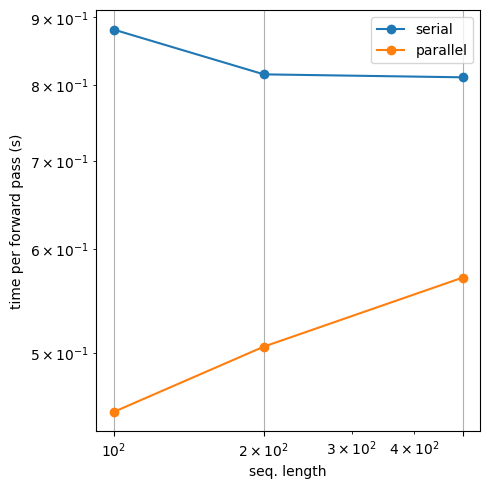 9 × 10⁻¹
serial
parallel
8 × 10⁻¹
7 × 10⁻¹
6 × 10⁻¹
5 × 10⁻¹
time per forward pass (s)
10²
2 × 10²
3 × 10²
4 × 10²
seq. length